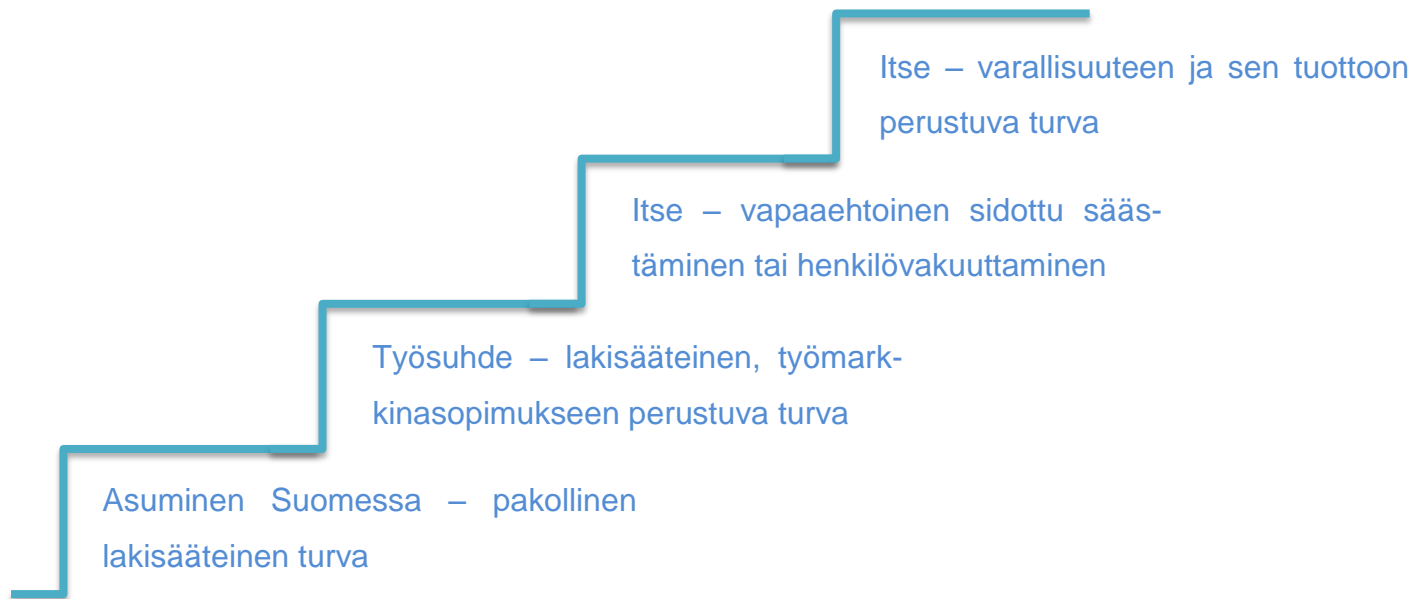 Itse – varallisuuteen ja sen tuottoon
perustuva turva
Itse – vapaaehtoinen sidottu sääs-
täminen tai henkilövakuuttaminen
Työsuhde – lakisääteinen, työmark-
kinasopimukseen perustuva turva
Asuminen Suomessa – pakollinen
lakisääteinen turva